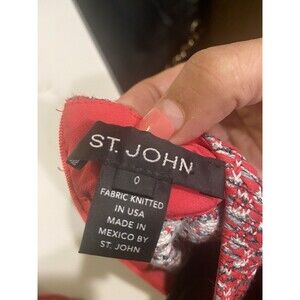 ST. JOHN
0
FABRIC KNITTED
IN USA
MADE IN
MEXICO BY
ST. JOHN